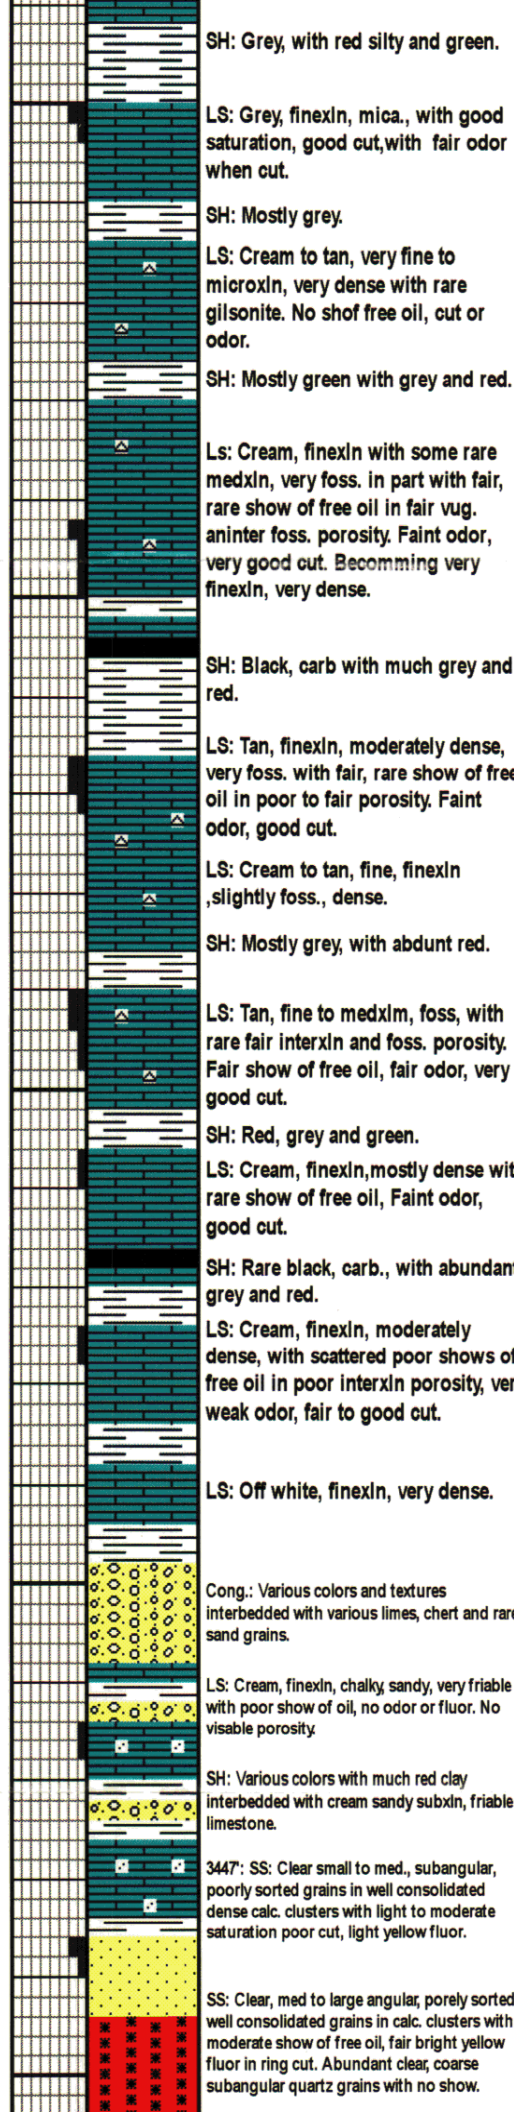 SH: Grey, with red silty and green.
LS: Grey, finexln, mica., with good
saturation, good cut,with fair odor
when cut.
SH: Mostly grey.
LS: Cream to tan, very fine to
microxln, very dense with rare
gilsonite. No shof free oil, cut or
odor.
SH: Mostly green with grey and red.
Ls: Cream, finexln with some rare
medxln, very foss. in part with fair,
rare show of free oil in fair vug.
aninter foss. porosity. Faint odor,
very good cut. Becomming very
finexln, very dense.
SH: Black, carb with much grey and
red.
LS: Tan, finexln, moderately dense,
very foss. with fair, rare show of free
oil in poor to fair porosity. Faint
odor, good cut.
LS: Cream to tan, fine, finexln
,slightly foss., dense.
SH: Mostly grey, with abdunt red.
LS: Tan, fine to medxlm, foss, with
rare fair interxln and foss. porosity.
Fair show of free oil, fair odor, very
good cut.
SH: Red, grey and green.
LS: Cream, finexln,mostly dense wit
rare show of free oil, Faint odor,
good cut.
SH: Rare black, carb., with abundant
grey and red.
LS: Cream, finexln, moderately
dense, with scattered poor shows of
free oil in poor interxln porosity, ver
weak odor, fair to good cut.
LS: Off white, finexln, very dense.
Cong.: Various colors and textures
interbedded with various limes, chert and rare
sand grains.
LS: Cream, finexln, chalky, sandy, very friable
with poor show of oil, no odor or fluor. No
visable porosity.
SH: Various colors with much red clay
interbedded with cream sandy subxln, friable
limestone.
3447': SS: Clear small to med., subangular,
poorly sorted grains in well consolidated
dense calc. clusters with light to moderate
saturation poor cut, light yellow fluor.
SS: Clear, med to large angular, porely sorted
well consolidated grains in calc. clusters with
moderate show of free oil, fair bright yellow
fluor in ring cut. Abundant clear, coarse
subangular quartz grains with no show.